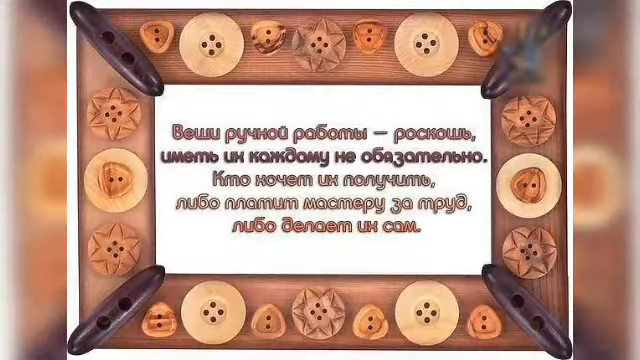 Вещи ручной работы – роскошь,
иметь их каждому не обязательно.
Кто хочет их получить,
либо платит мастеру за труд,
либо делает их сам.